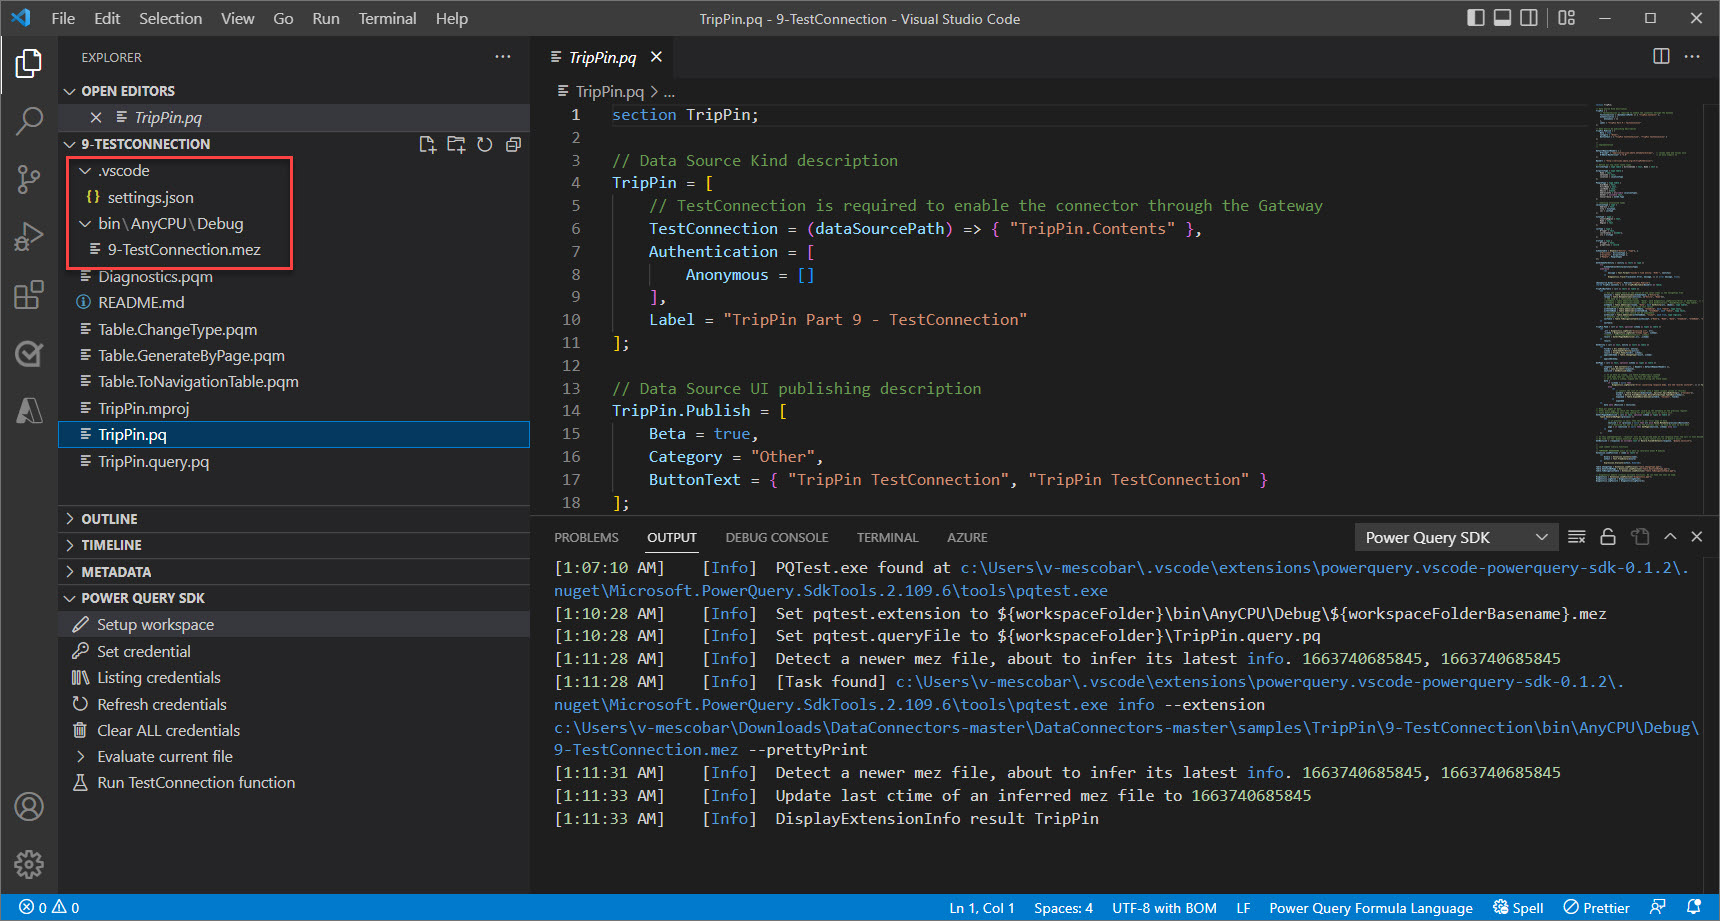 File Edit Selection View Go Run Terminal Help
TripPin.pq - 9-TestConnection - Visual Studio Code
EXPLORER
OPEN EDITORS
TripPin.pq
9-TESTCONNECTION
.vscode
{} settings.json
bin\AnyCPU\Debug
9-TestConnection.mez
Diagnostics.pqm
README.md
Table.ChangeType.pqm
Table.GenerateByPage.pqm
Table.ToNavigationTable.pqm
TripPin.mproj
TripPin.pq
TripPin.query.pq
OUTLINE
TIMELINE
METADATA
POWER QUERY SDK
Setup workspace
Set credential
Listing credentials
Refresh credentials
Clear ALL credentials
Evaluate current file
Run TestConnection function
TripPin.pq
TripPin.pq > ...
1 section TripPin;
2
3 // Data Source Kind description
4 TripPin = [
5 // TestConnection is required to enable the connector through the Gateway
6 TestConnection = (dataSourcePath) => { "TripPin.Contents" },
7 Authentication = [
8 Anonymous = []
9 ],
10 Label = "TripPin Part 9 - TestConnection"
11 ];
12
13 // Data Source UI publishing description
14 TripPin.Publish = [
15 Beta = true,
16 Category = "Other",
17 ButtonText = { "TripPin TestConnection", "TripPin TestConnection" }
18 ];
PROBLEMS OUTPUT DEBUG CONSOLE TERMINAL AZURE
Power Query SDK
[1:07:10 AM] [Info] PQTest.exe found at c:\Users\v-mescobar\.vscode\extensions\powerquery.vscode-powerquery-sdk-0.1.2\.
nuget\Microsoft.PowerQuery.SdkTools.2.109.6\tools\pqtest.exe
[1:10:28 AM] [Info] Set pqtest.extension to ${workspaceFolder}\bin\AnyCPU\Debug\${workspaceFolderBasename}.mez
[1:10:28 AM] [Info] Set pqtest.queryFile to ${workspaceFolder}\TripPin.query.pq
[1:11:28 AM] [Info] Detect a newer mez file, about to infer its latest info. 1663740685845, 1663740685845
[1:11:28 AM] [Info] [Task found] c:\Users\v-mescobar\.vscode\extensions\powerquery.vscode-powerquery-sdk-0.1.2\.
nuget\Microsoft.PowerQuery.SdkTools.2.109.6\tools\pqtest.exe info --extension
c:\Users\v-mescobar\Downloads\DataConnectors-master\DataConnectors-master\samples\TripPin\9-TestConnection\bin\AnyCPU\Debug\
9-TestConnection.mez --prettyPrint
[1:11:31 AM] [Info] Detect a newer mez file, about to infer its latest info. 1663740685845, 1663740685845
[1:11:33 AM] [Info] Update last ctime of an inferred mez file to 1663740685845
[1:11:33 AM] [Info] DisplayExtensionInfo result TripPin
0 0
Ln 1, Col 1 Spaces: 4 UTF-8 with BOM LF Power Query Formula Language Spell Prettier